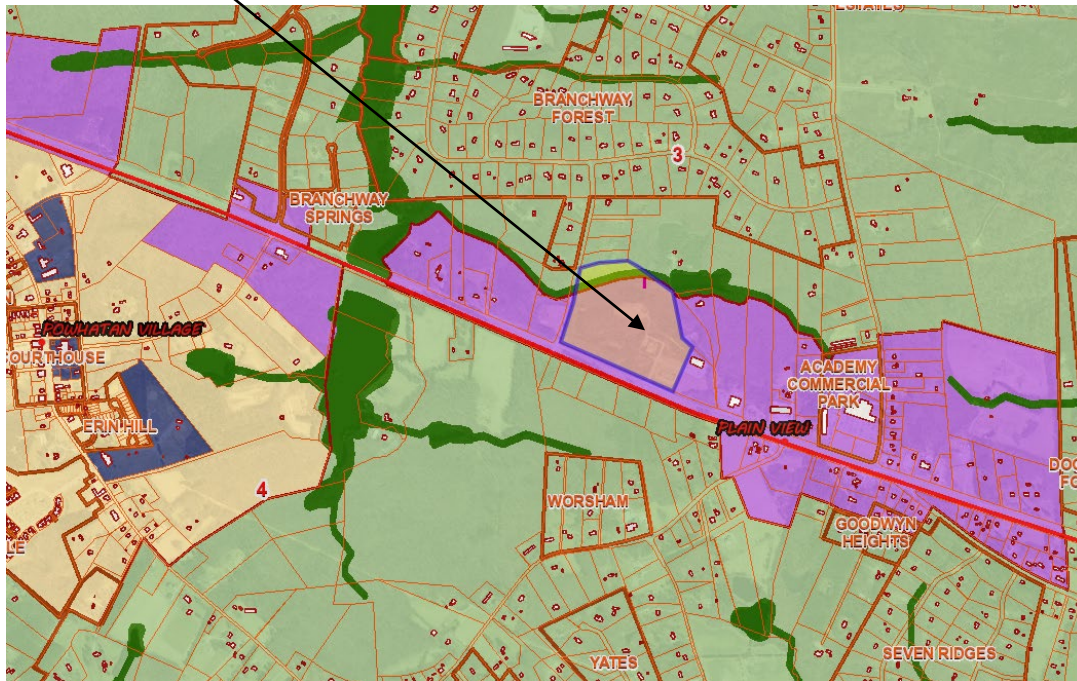 ESTATES
BRANCHWAY
FOREST
3
BRANCHWAY
SPRINGS
POWHATAN VILLAGE
COURTHOUSE
ACADEMY
COMMERCIAL
PARK
ERIN HILL
PLAIN VIEW
4
WORSHAM
GOODWYN
HEIGHTS
YATES
SEVEN RIDGES